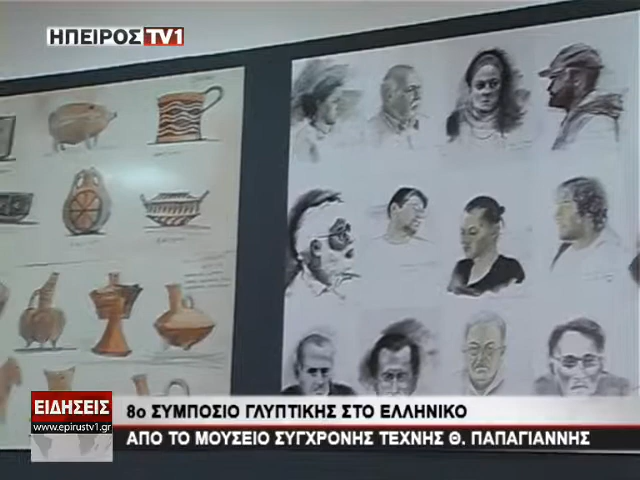 ΗΠΕΙΡΟΣ TV1
ΕΙΔΗΣΕΙΣ
www.epirustv1.gr
8ο ΣΥΜΠΟΣΙΟ ΓΛΥΠΤΙΚΗΣ ΣΤΟ ΕΛΛΗΝΙΚΟ
ΑΠΟ ΤΟ ΜΟΥΣΕΙΟ ΣΥΓΧΡΟΝΗΣ ΤΕΧΝΗΣ Θ. ΠΑΠΑΓΙΑΝΝΗΣ